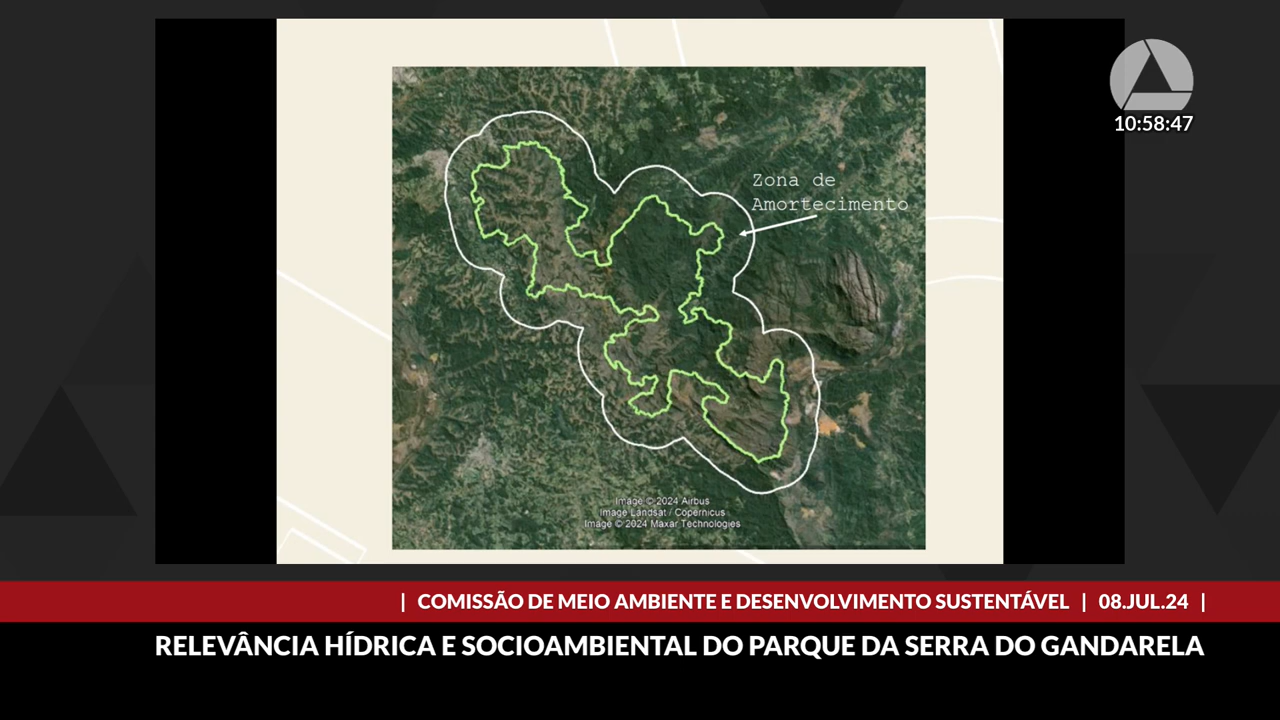 10:58:47
Zona de
Amortecimento
Image © 2024 Airbus
Image Landsat / Copernicus
Image © 2024 Maxar Technologies
| COMISSÃO DE MEIO AMBIENTE E DESENVOLVIMENTO SUSTENTÁVEL | 08.JUL.24 |
RELEVÂNCIA HÍDRICA E SOCIOAMBIENTAL DO PARQUE DA SERRA DO GANDARELA